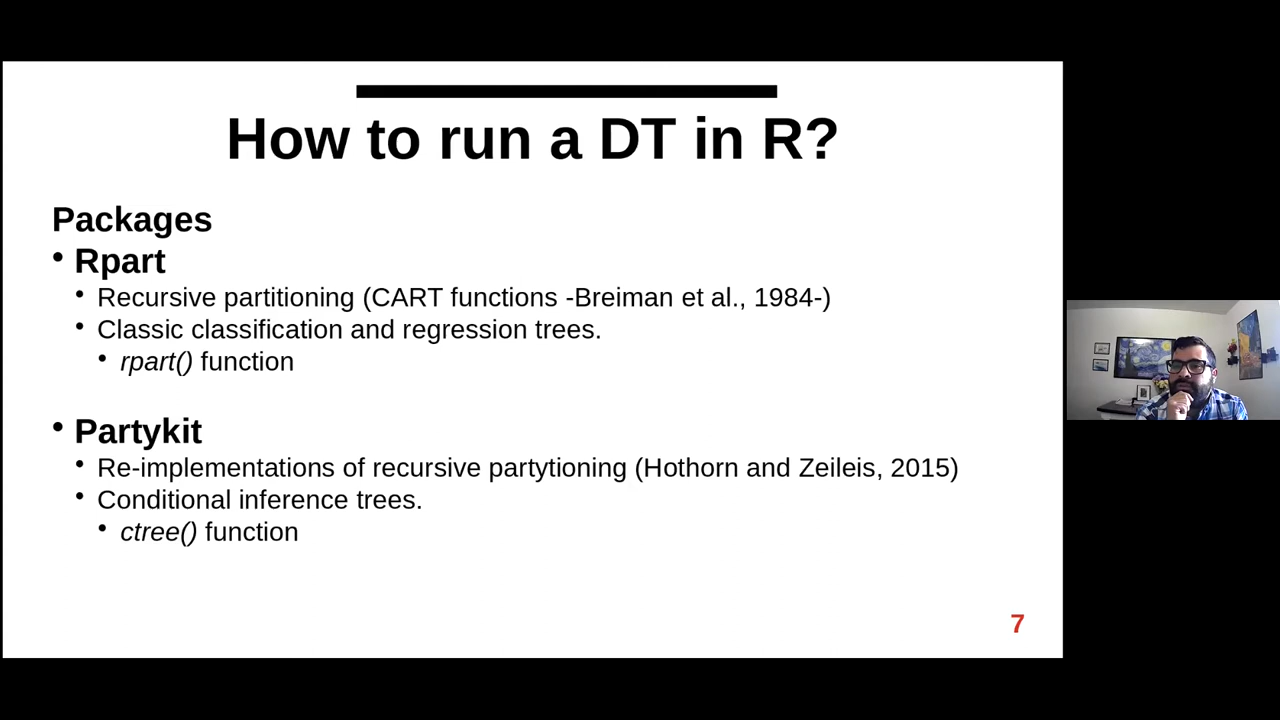 How to run a DT in R?
Packages
• Rpart
• Recursive partitioning (CART functions -Breiman et al., 1984-)
• Classic classification and regression trees.
• rpart() function
• Partykit
• Re-implementations of recursive partytioning (Hothorn and Zeileis, 2015)
• Conditional inference trees.
• ctree() function
7